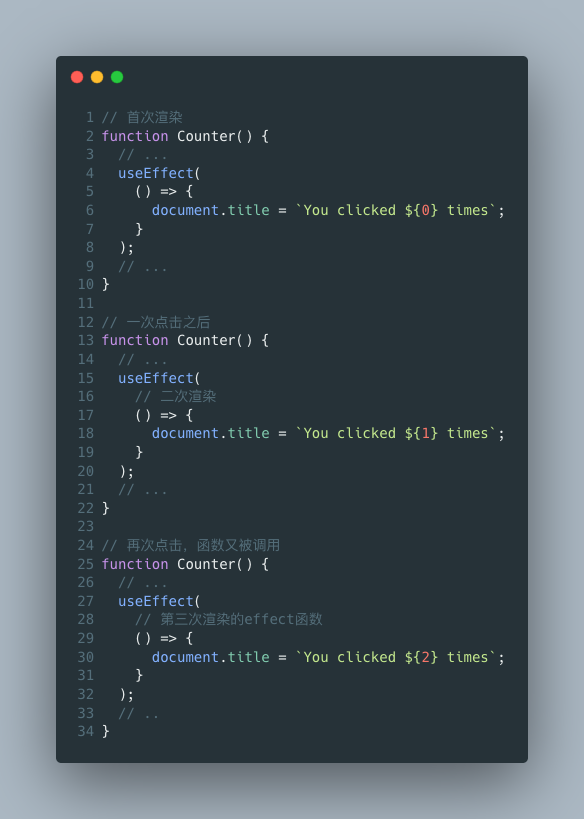 1 // 首次渲染
2 function Counter() {
3   // ...
4   useEffect(
5     () => {
6       document.title = `You clicked ${0} times`;
7     }
8   );
9   // ...
10 }
11
12 // 一次点击之后
13 function Counter() {
14   // ...
15   useEffect(
16     // 二次渲染
17     () => {
18       document.title = `You clicked ${1} times`;
19     }
20   );
21   // ...
22 }
23
24 // 再次点击，函数又被调用
25 function Counter() {
26   // ...
27   useEffect(
28     // 第三次渲染的effect函数
29     () => {
30       document.title = `You clicked ${2} times`;
31     }
32   );
33   // ..
34 }